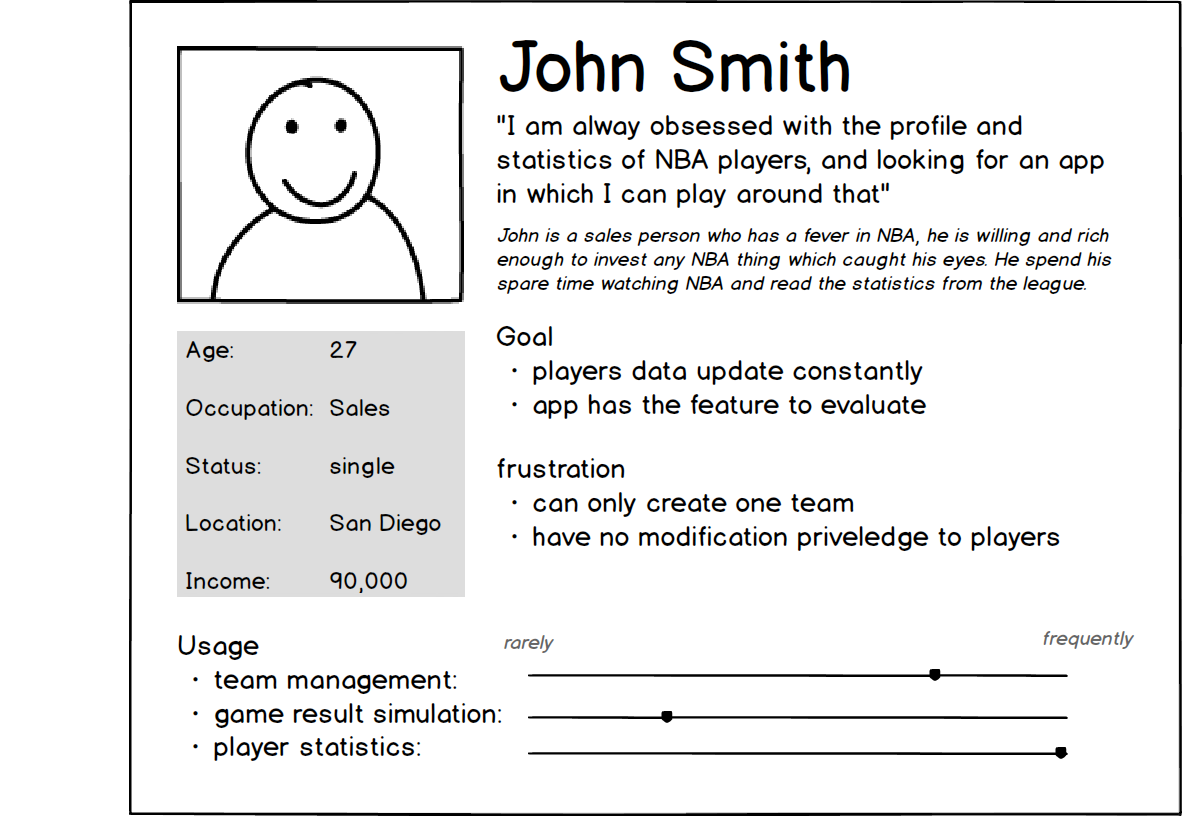 John Smith
"I am alway obsessed with the profile and
statistics of NBA players, and looking for an app
in which I can play around that"
John is a sales person who has a fever in NBA, he is willing and rich
enough to invest any NBA thing which caught his eyes. He spend his
spare time watching NBA and read the statistics from the league.
Age: 27
Occupation: Sales
Status: single
Location: San Diego
Income: 90,000
Goal
· players data update constantly
· app has the feature to evaluate
frustration
· can only create one team
· have no modification priveledge to players
Usage rarely frequently
· team management:
· game result simulation:
· player statistics: